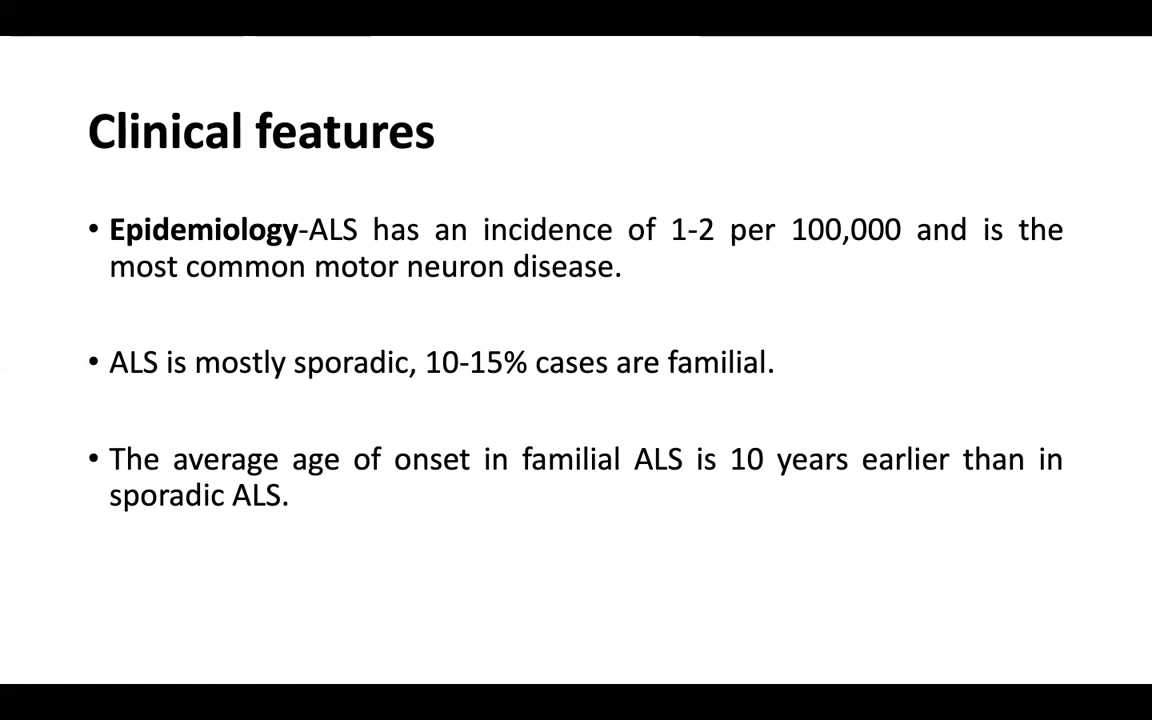 Clinical features
• Epidemiology-ALS has an incidence of 1-2 per 100,000 and is the
most common motor neuron disease.
• ALS is mostly sporadic, 10-15% cases are familial.
• The average age of onset in familial ALS is 10 years earlier than in
sporadic ALS.